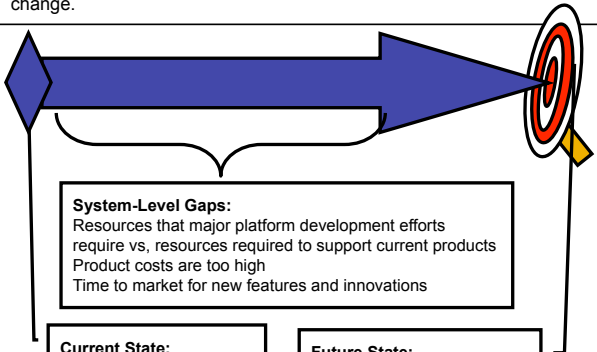 change.
System-Level Gaps:
Resources that major platform development efforts
require vs, resources required to support current products
Product costs are too high
Time to market for new features and innovations
Current State:
Future State: